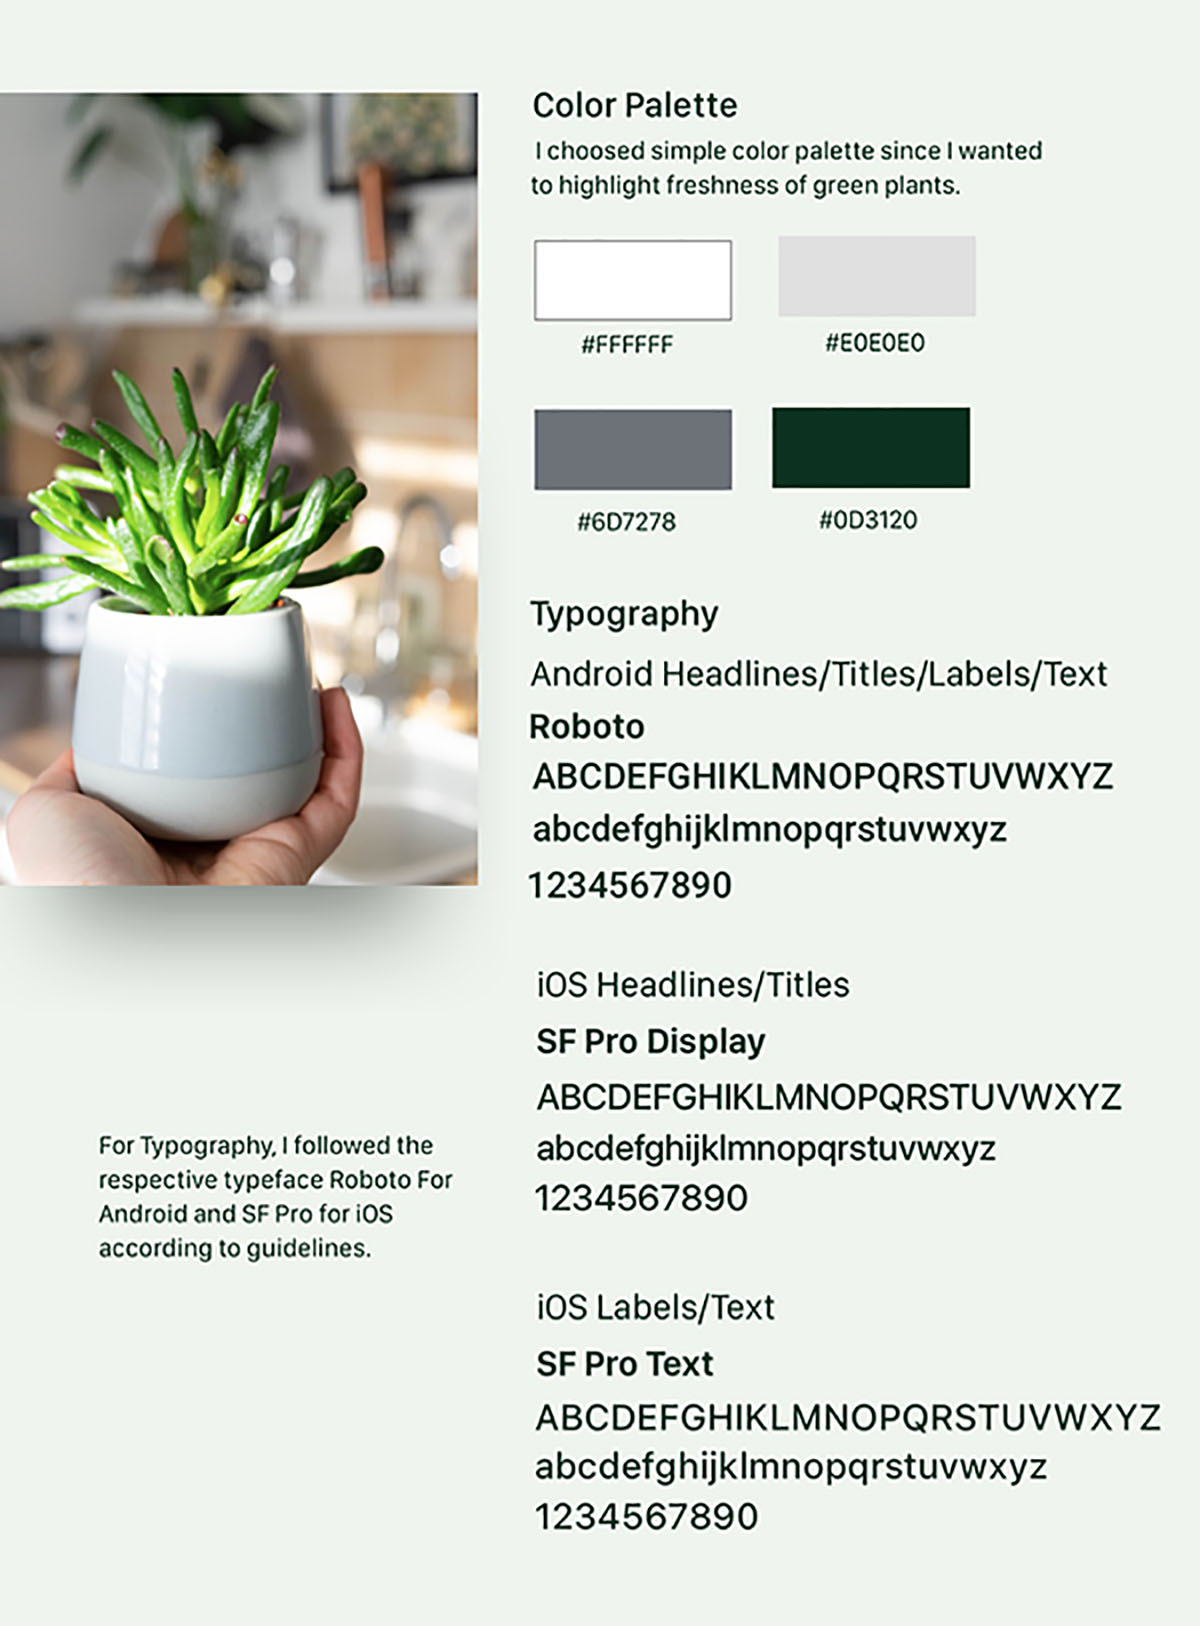 Color Palette
I choosed simple color palette since I wanted
to highlight freshness of green plants.
#FFFFFF
#E0E0E0
#6D7278
#0D3120
Typography
Android Headlines/Titles/Labels/Text
Roboto
ABCDEFGHIKLMNOPQRSTUVWXYZ
abcdefghijklmnopqrstuvwxyz
1234567890
iOS Headlines/Titles
SF Pro Display
ABCDEFGHIKLMNOPQRSTUVWXYZ
abcdefghijklmnopqrstuvwxyz
1234567890
For Typography, I followed the
respective typeface Roboto For
Android and SF Pro for iOS
according to guidelines.
iOS Labels/Text
SF Pro Text
ABCDEFGHIKLMNOPQRSTUVWXYZ
abcdefghijklmnopqrstuvwxyz
1234567890